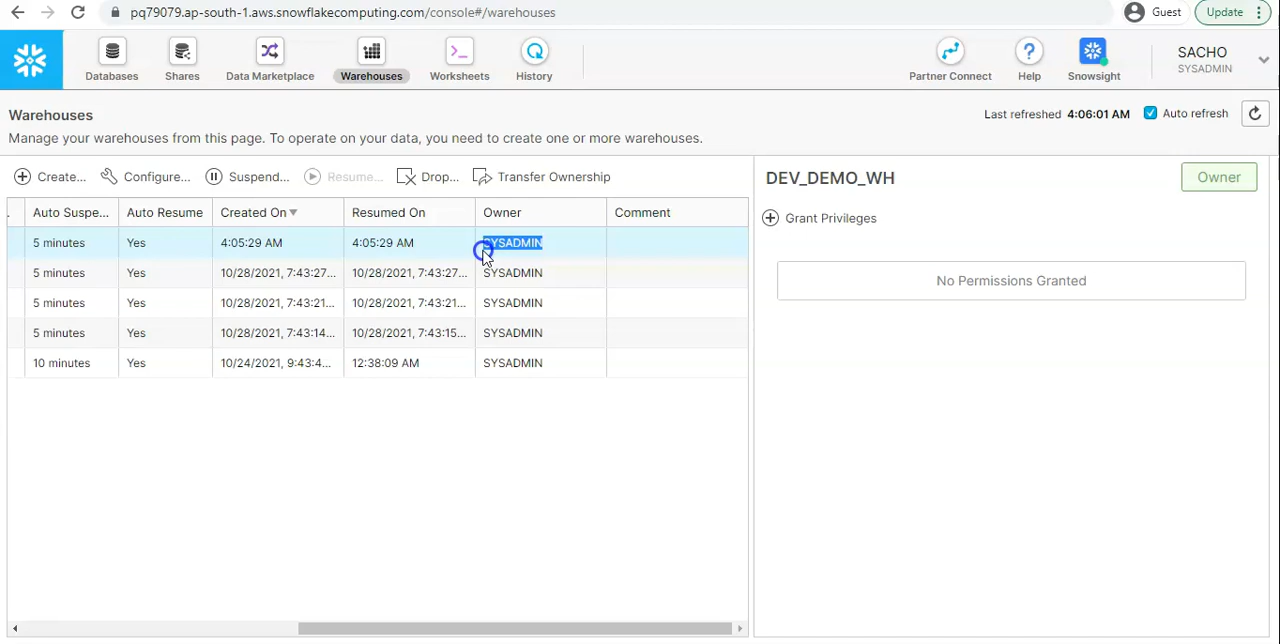 pq79079.ap-south-1.aws.snowflakecomputing.com/console#/warehouses
Guest
Update
Databases
Shares
Data Marketplace
Warehouses
Worksheets
History
Partner Connect
Help
Snowsight
SACHO
SYSADMIN
Warehouses
Last refreshed 4:06:01 AM
Auto refresh
Manage your warehouses from this page. To operate on your data, you need to create one or more warehouses.
Create... Configure... Suspend... Resume... Drop... Transfer Ownership
. Auto Suspe... Auto Resume Created On Resumed On Owner Comment
5 minutes Yes 4:05:29 AM 4:05:29 AM SYSADMIN
5 minutes Yes 10/28/2021, 7:43:27... 10/28/2021, 7:43:27... SYSADMIN
5 minutes Yes 10/28/2021, 7:43:21... 10/28/2021, 7:43:21... SYSADMIN
5 minutes Yes 10/28/2021, 7:43:14... 10/28/2021, 7:43:15... SYSADMIN
10 minutes Yes 10/24/2021, 9:43:4... 12:38:09 AM SYSADMIN
DEV_DEMO_WH
Owner
Grant Privileges
No Permissions Granted